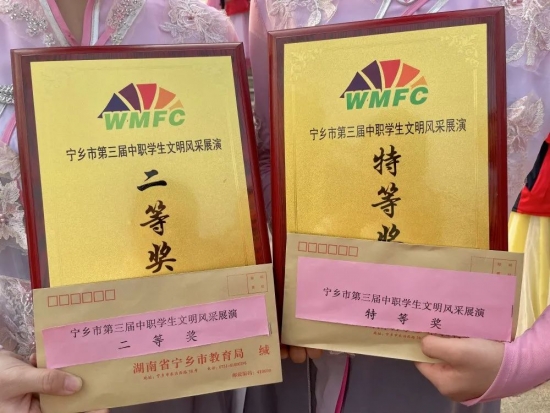 WMFC
宁乡市第三届中职学生文明风采展演
二等奖
宁乡市第三届中职学生文明风采展演
二等奖
湖南省宁乡市教育局 缄
WMFC
宁乡市第三届中职学生文明风采展演
特等奖
宁乡市第三届中职学生文明风采展演
特等奖